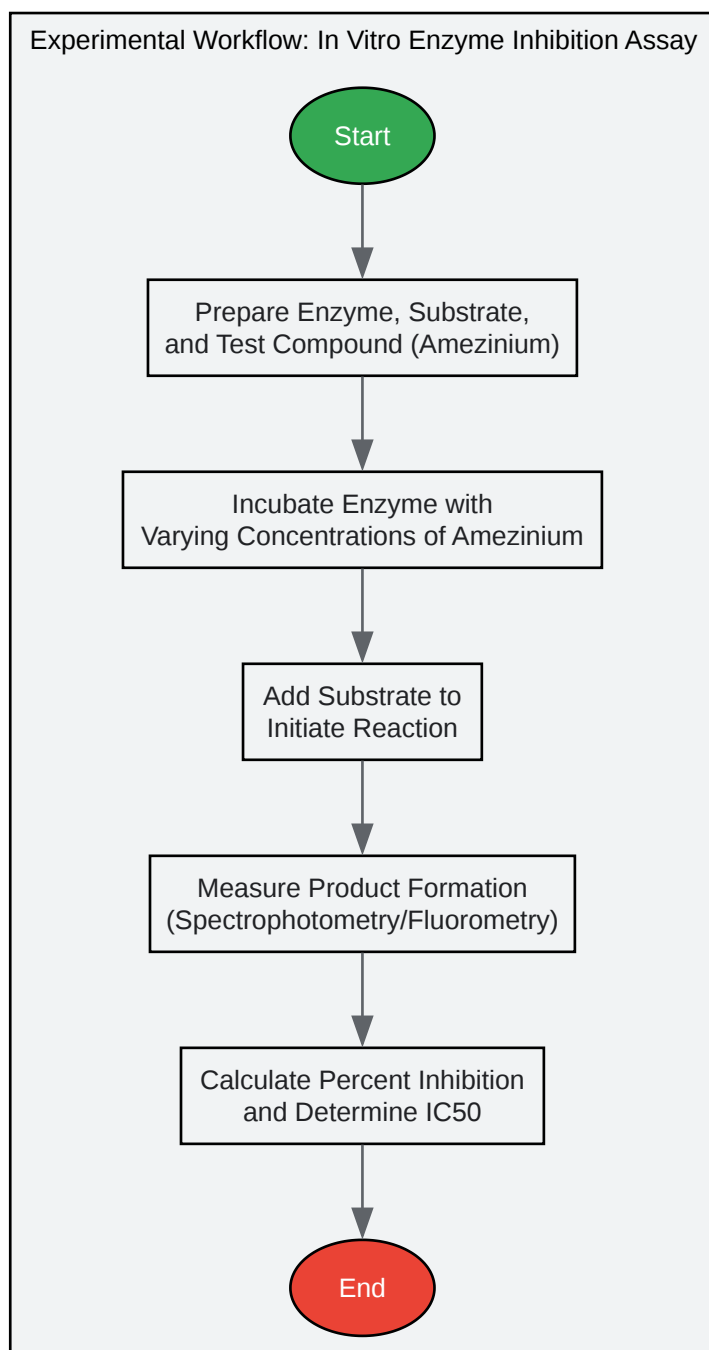 Experimental Workflow: In Vitro Enzyme Inhibition Assay
Start
Prepare Enzyme, Substrate,
and Test Compound (Amezinium)
Incubate Enzyme with
Varying Concentrations of Amezinium
Add Substrate to
Initiate Reaction
Measure Product Formation
(Spectrophotometry/Fluorometry)
Calculate Percent Inhibition
and Determine IC50
End